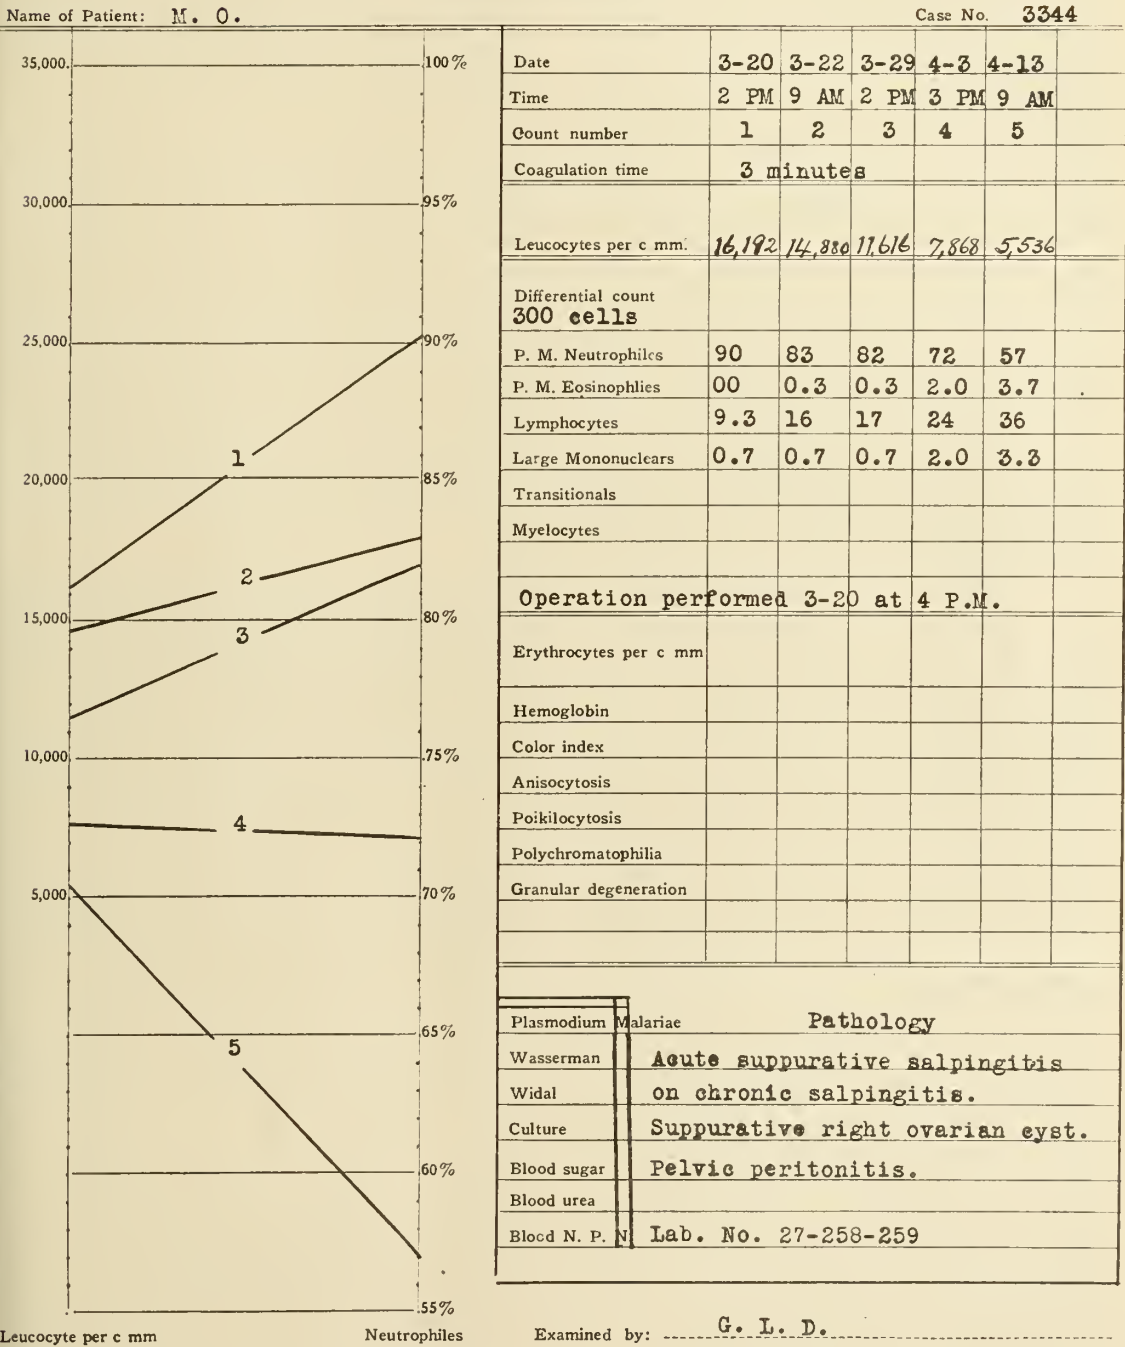 Name of Patient: M. O.
Case No. 3344
35,000.
100%
30,000
95%
25,000
90%
20,000
85%
15,000
80%
10,000
75%
5,000
70%
65%
60%
55%
1
2
3
4
5
Leucocyte per c mm
Neutrophiles
Date 3-20 3-22 3-29 4-3 4-13
Time 2 PM 9 AM 2 PM 3 PM 9 AM
Count number 1 2 3 4 5
Coagulation time 3 minutes
Leucocytes per c mm. 16,192 14,880 11,616 7,868 5,536
Differential count
300 cells
P. M. Neutrophiles 90 83 82 72 57
P. M. Eosinophlies 00 0.3 0.3 2.0 3.7
Lymphocytes 9.3 16 17 24 36
Large Mononuclears 0.7 0.7 0.7 2.0 3.3
Transitionals
Myelocytes
Operation performed 3-20 at 4 P.M.
Erythrocytes per c mm
Hemoglobin
Color index
Anisocytosis
Poikilocytosis
Polychromatophilia
Granular degeneration
Plasmodium Malariae Pathology
Wasserman Acute suppurative salpingitis
Widal on chronic salpingitis.
Culture Suppurative right ovarian cyst.
Blood sugar Pelvic peritonitis.
Blood urea
Blood N. P. N Lab. No. 27-258-259
Examined by: G. L. D.